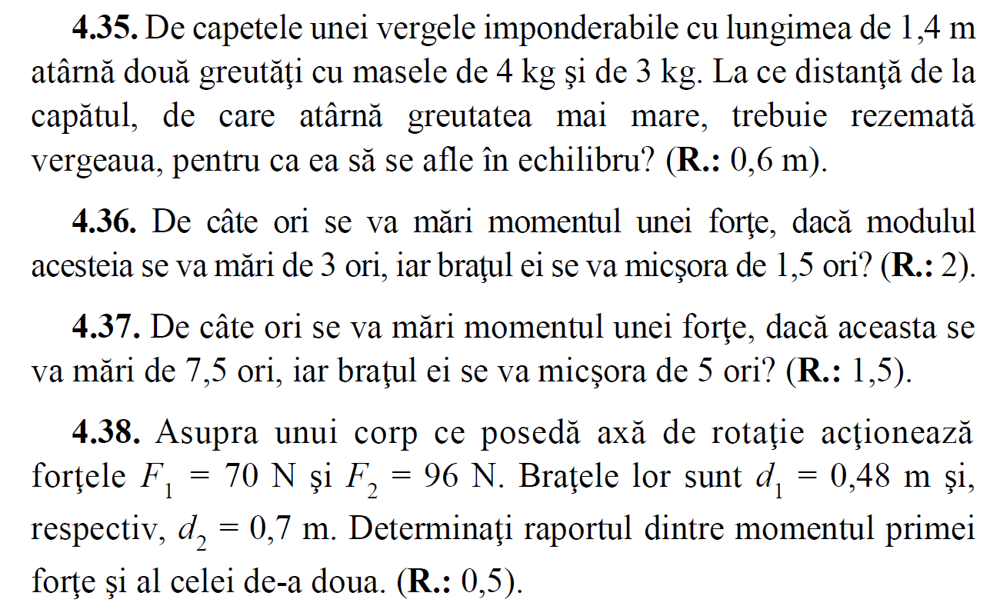 4.35. De capetele unei vergele imponderabile cu lungimea de 1,4 m
atârnă două greutăţi cu masele de 4 kg şi de 3 kg. La ce distanţă de la
capătul, de care atârnă greutatea mai mare, trebuie rezemată
vergeaua, pentru ca ea să se afle în echilibru? (R.: 0,6 m).
4.36. De câte ori se va mări momentul unei forţe, dacă modulul
acesteia se va mări de 3 ori, iar braţul ei se va micşora de 1,5 ori? (R.: 2).
4.37. De câte ori se va mări momentul unei forţe, dacă aceasta se
va mări de 7,5 ori, iar braţul ei se va micşora de 5 ori? (R.: 1,5).
4.38. Asupra unui corp ce posedă axă de rotaţie acţionează
forţele F₁ = 70 N şi F₂ = 96 N. Braţele lor sunt d₁ = 0,48 m şi,
respectiv, d₂ = 0,7 m. Determinaţi raportul dintre momentul primei
forţe şi al celei de-a doua. (R.: 0,5).